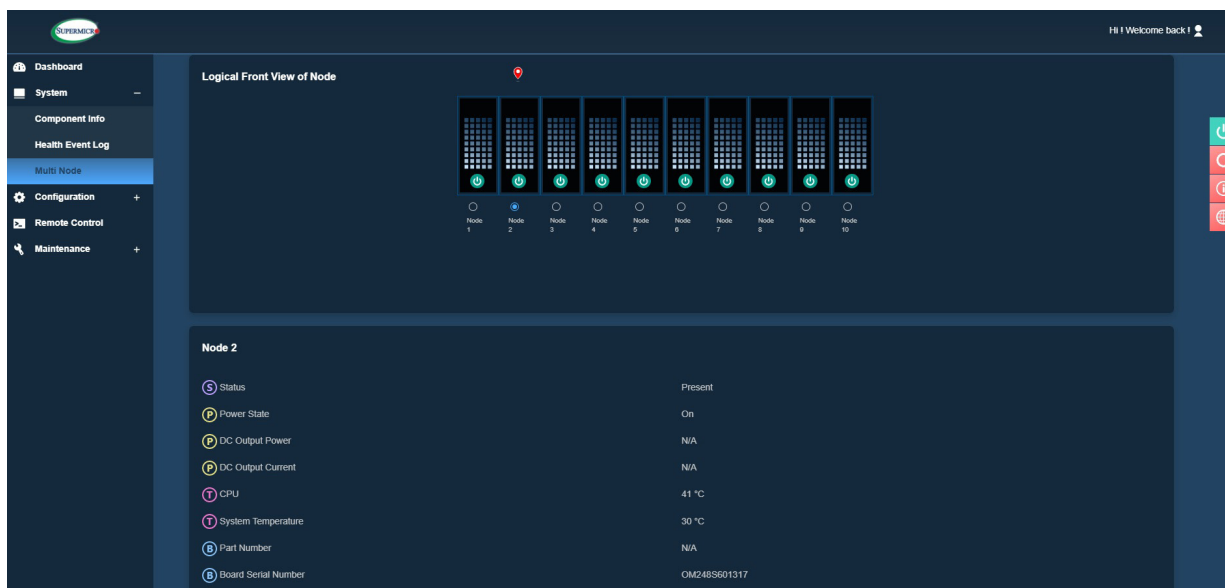 SUPERMICR
Hi ! Welcome back !
Dashboard
System
Component Info
Health Event Log
Multi Node
Configuration
Remote Control
Maintenance
Logical Front View of Node
Node 1
Node 2
Node 3
Node 4
Node 5
Node 6
Node 7
Node 8
Node 9
Node 10
Node 2
S Status Present
P Power State On
P DC Output Power N/A
P DC Output Current N/A
T CPU 41 °C
T System Temperature 30 °C
B Part Number N/A
B Board Serial Number OM248S601317